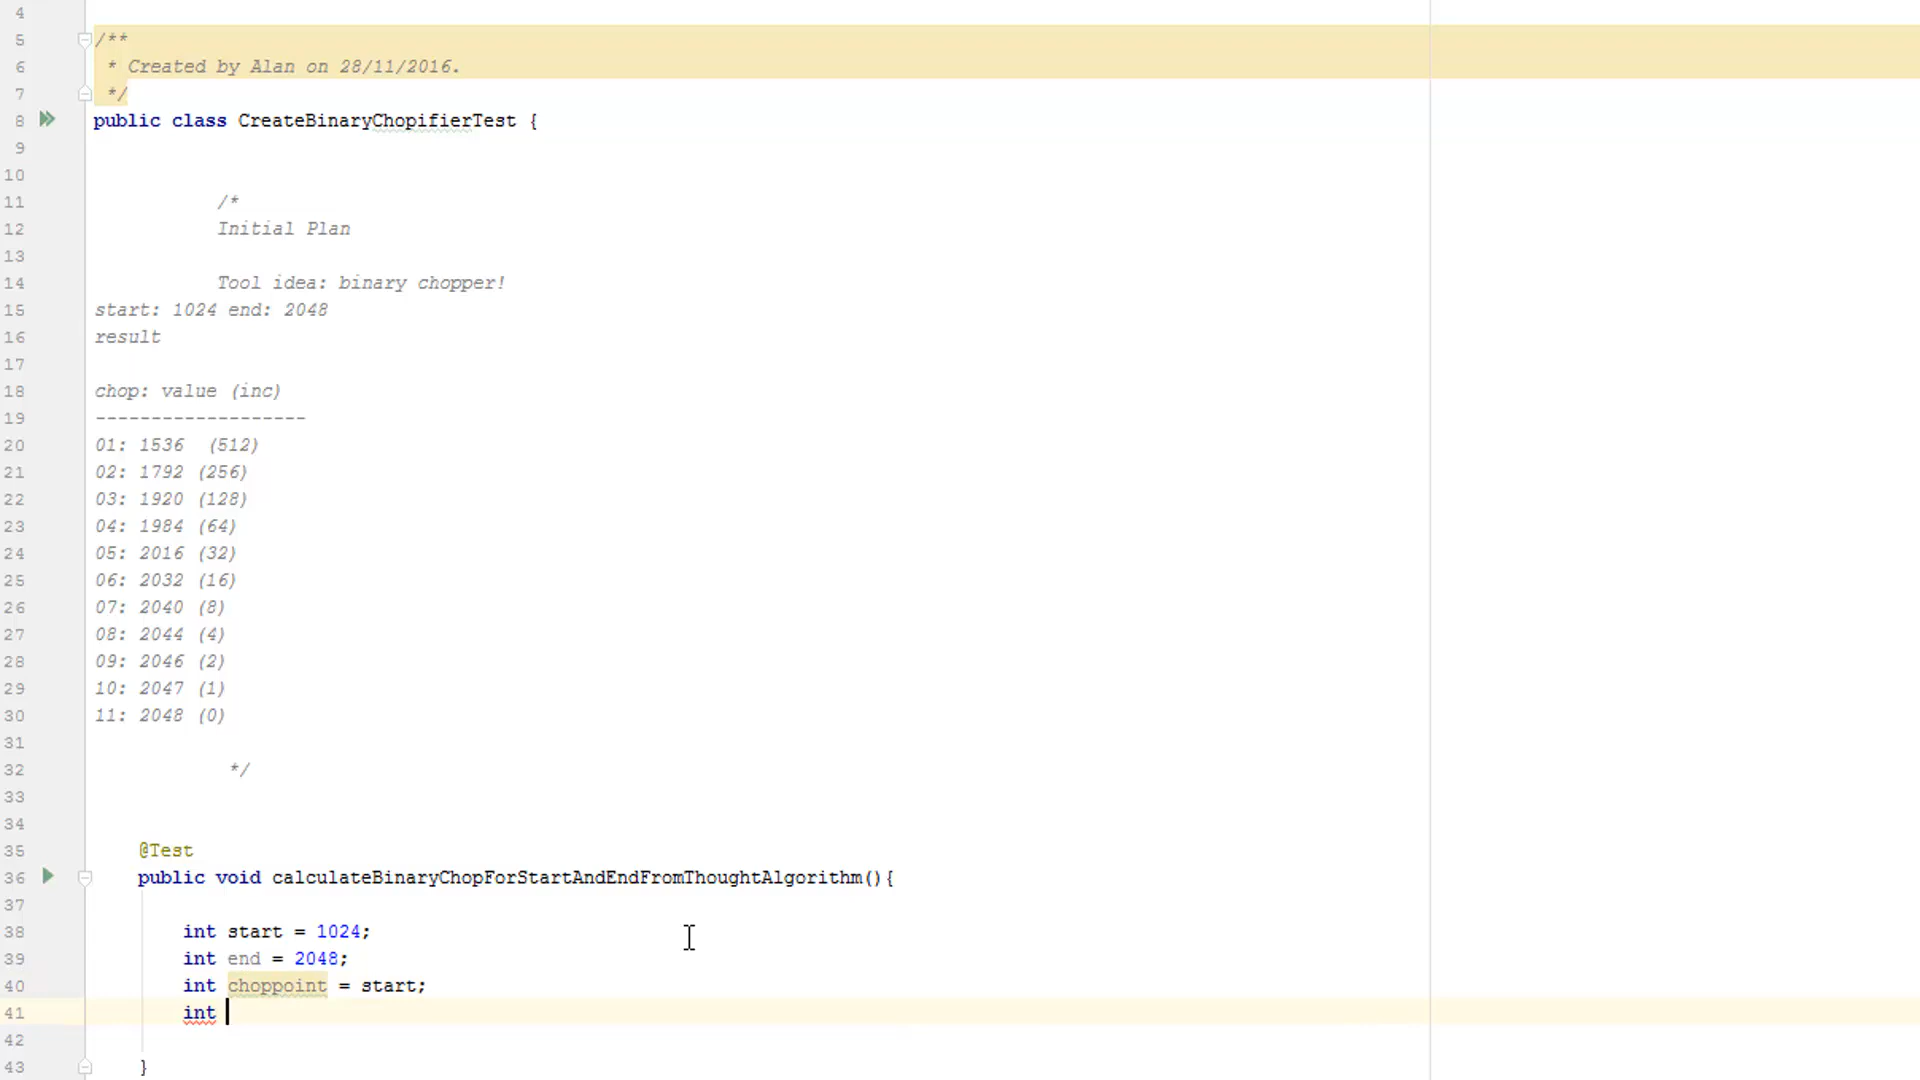 4
5 /**
6  * Created by Alan on 28/11/2016.
7  */
8 public class CreateBinaryChopifierTest {
9
10
11 /*
12 Initial Plan
13
14 Tool idea: binary chopper!
15 start: 1024 end: 2048
16 result
17
18 chop: value (inc)
19 -------------------
20 01: 1536  (512)
21 02: 1792 (256)
22 03: 1920 (128)
23 04: 1984 (64)
24 05: 2016 (32)
25 06: 2032 (16)
26 07: 2040 (8)
27 08: 2044 (4)
28 09: 2046 (2)
29 10: 2047 (1)
30 11: 2048 (0)
31
32 */
33
34
35 @Test
36 public void calculateBinaryChopForStartAndEndFromThoughtAlgorithm(){
37
38 int start = 1024;
39 int end = 2048;
40 int choppoint = start;
41 int
42
43 }